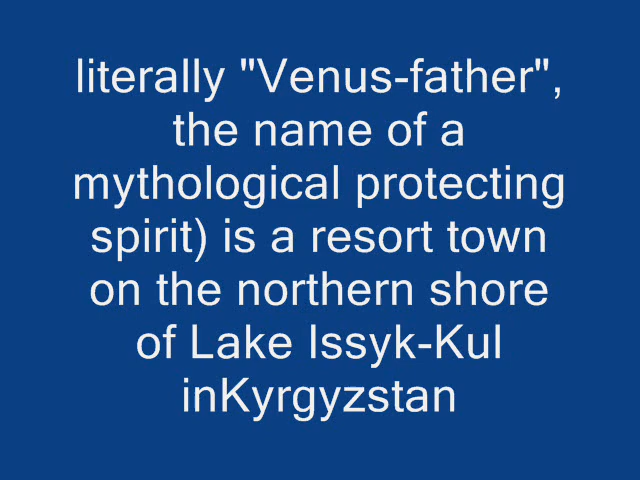 literally "Venus-father",
the name of a
mythological protecting
spirit) is a resort town
on the northern shore
of Lake Issyk-Kul
inKyrgyzstan